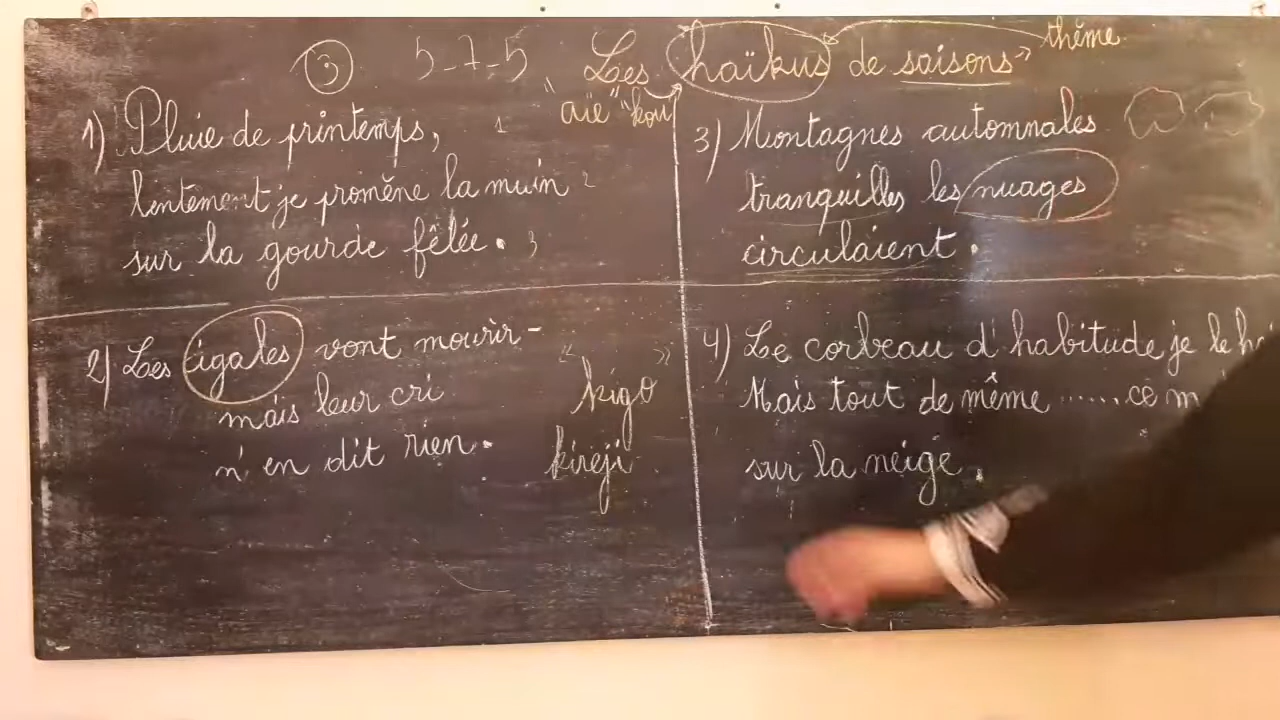 ③ 5-7-5 Les haïkus de saisons" thème
"aïe" "kou"
1) Pluie de printemps, 1
lentement je promène la main 2
sur la gourde fêlée. 3
2) Les cigales vont mourir -
mais leur cri
n'en dit rien.
"kigo"
kireji
3) Montagnes automnales
tranquilles les nuages
circulaient.
4) Le corbeau d'habitude je le
Mais tout de même ...... ce
sur la neige.